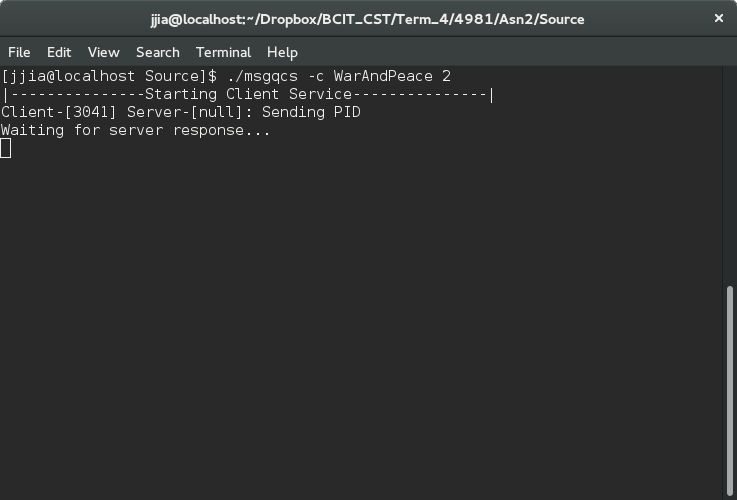 jjia@localhost:~/Dropbox/BCIT_CST/Term_4/4981/Asn2/Source
File Edit View Search Terminal Help
[jjia@localhost Source]$ ./msgqcs -c WarAndPeace 2
|---------------Starting Client Service---------------|
Client-[3041] Server-[null]: Sending PID
Waiting for server response...